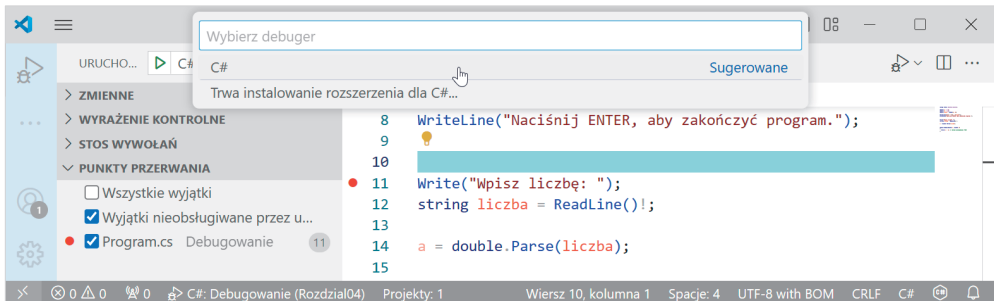 Wybierz debuger
C#
Sugerowane
Trwa instalowanie rozszerzenia dla C#...
URUCHO...
C#
ZMIENNE
WYRAŻENIE KONTROLNE
STOS WYWOŁAŃ
PUNKTY PRZERWANIA
Wszystkie wyjątki
Wyjątki nieobsługiwane przez u...
Program.cs Debugowanie 11
1
8 WriteLine("Naciśnij ENTER, aby zakończyć program.");
9
10
11 Write("Wpisz liczbę: ");
12 string liczba = ReadLine()!;
13
14 a = double.Parse(liczba);
15
0 0 0 C#: Debugowanie (Rozdzial04) Projekty: 1 Wiersz 10, kolumna 1 Spacje: 4 UTF-8 with BOM CRLF C#